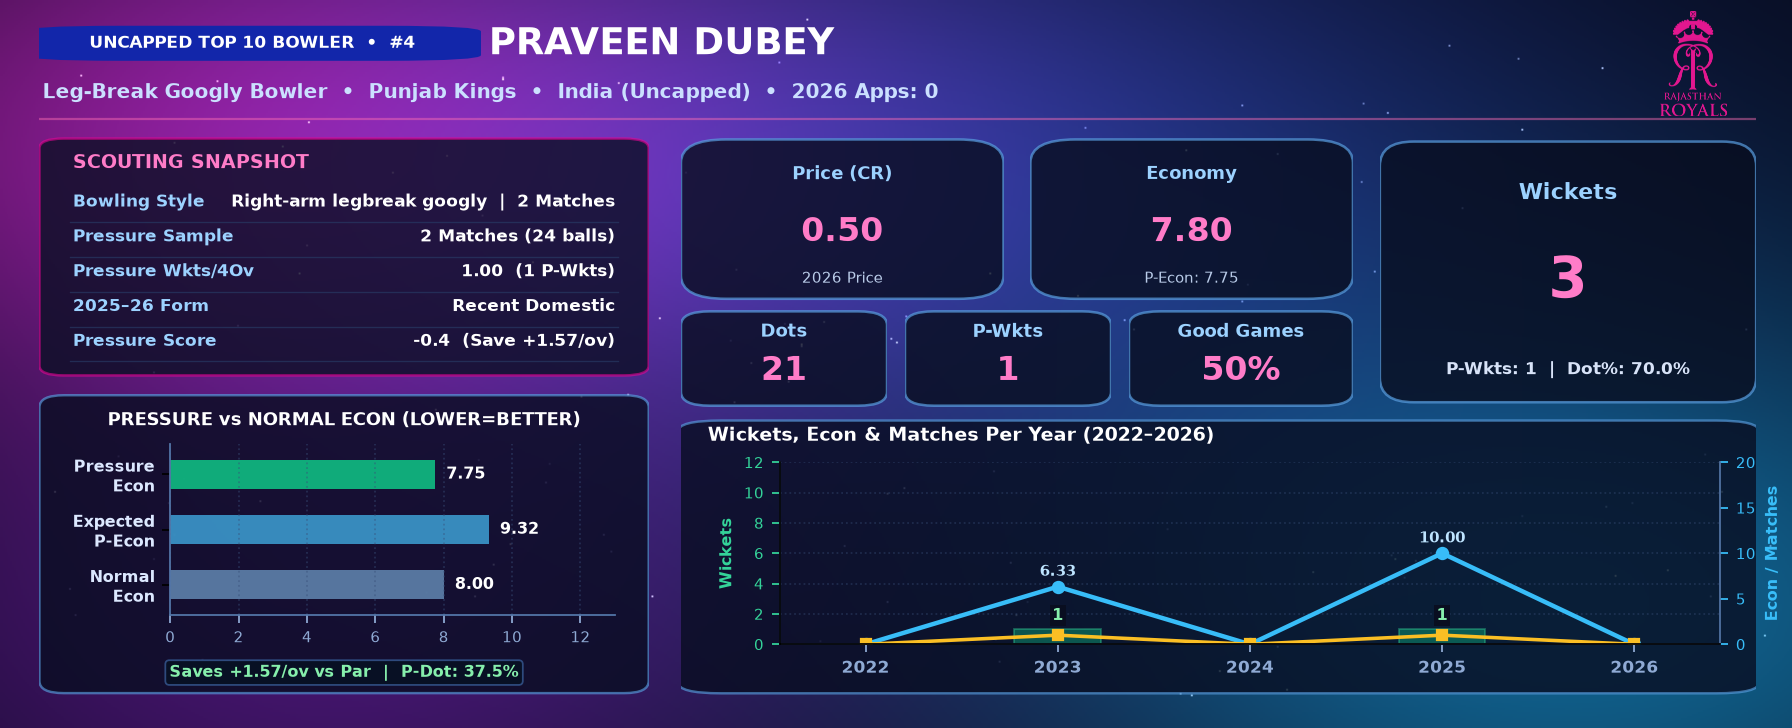 UNCAPPED TOP 10 BOWLER • #4
PRAVEEN DUBEY
Leg-Break Googly Bowler • Punjab Kings • India (Uncapped) • 2026 Apps: 0
RAJASTHAN
ROYALS
SCOUTING SNAPSHOT
Bowling Style Right-arm legbreak googly | 2 Matches
Pressure Sample 2 Matches (24 balls)
Pressure Wkts/4Ov 1.00 (1 P-Wkts)
2025–26 Form Recent Domestic
Pressure Score -0.4 (Save +1.57/ov)
Price (CR)
0.50
2026 Price
Economy
7.80
P-Econ: 7.75
Wickets
3
P-Wkts: 1 | Dot%: 70.0%
Dots
21
P-Wkts
1
Good Games
50%
PRESSURE vs NORMAL ECON (LOWER=BETTER)
Pressure
Econ
7.75
Expected
P-Econ
9.32
Normal
Econ
8.00
0 2 4 6 8 10 12
Saves +1.57/ov vs Par | P-Dot: 37.5%
Wickets, Econ & Matches Per Year (2022–2026)
Wickets
12
10
8
6
4
2
0
6.33
1
10.00
1
20
15
10
5
0
Econ / Matches
2022 2023 2024 2025 2026